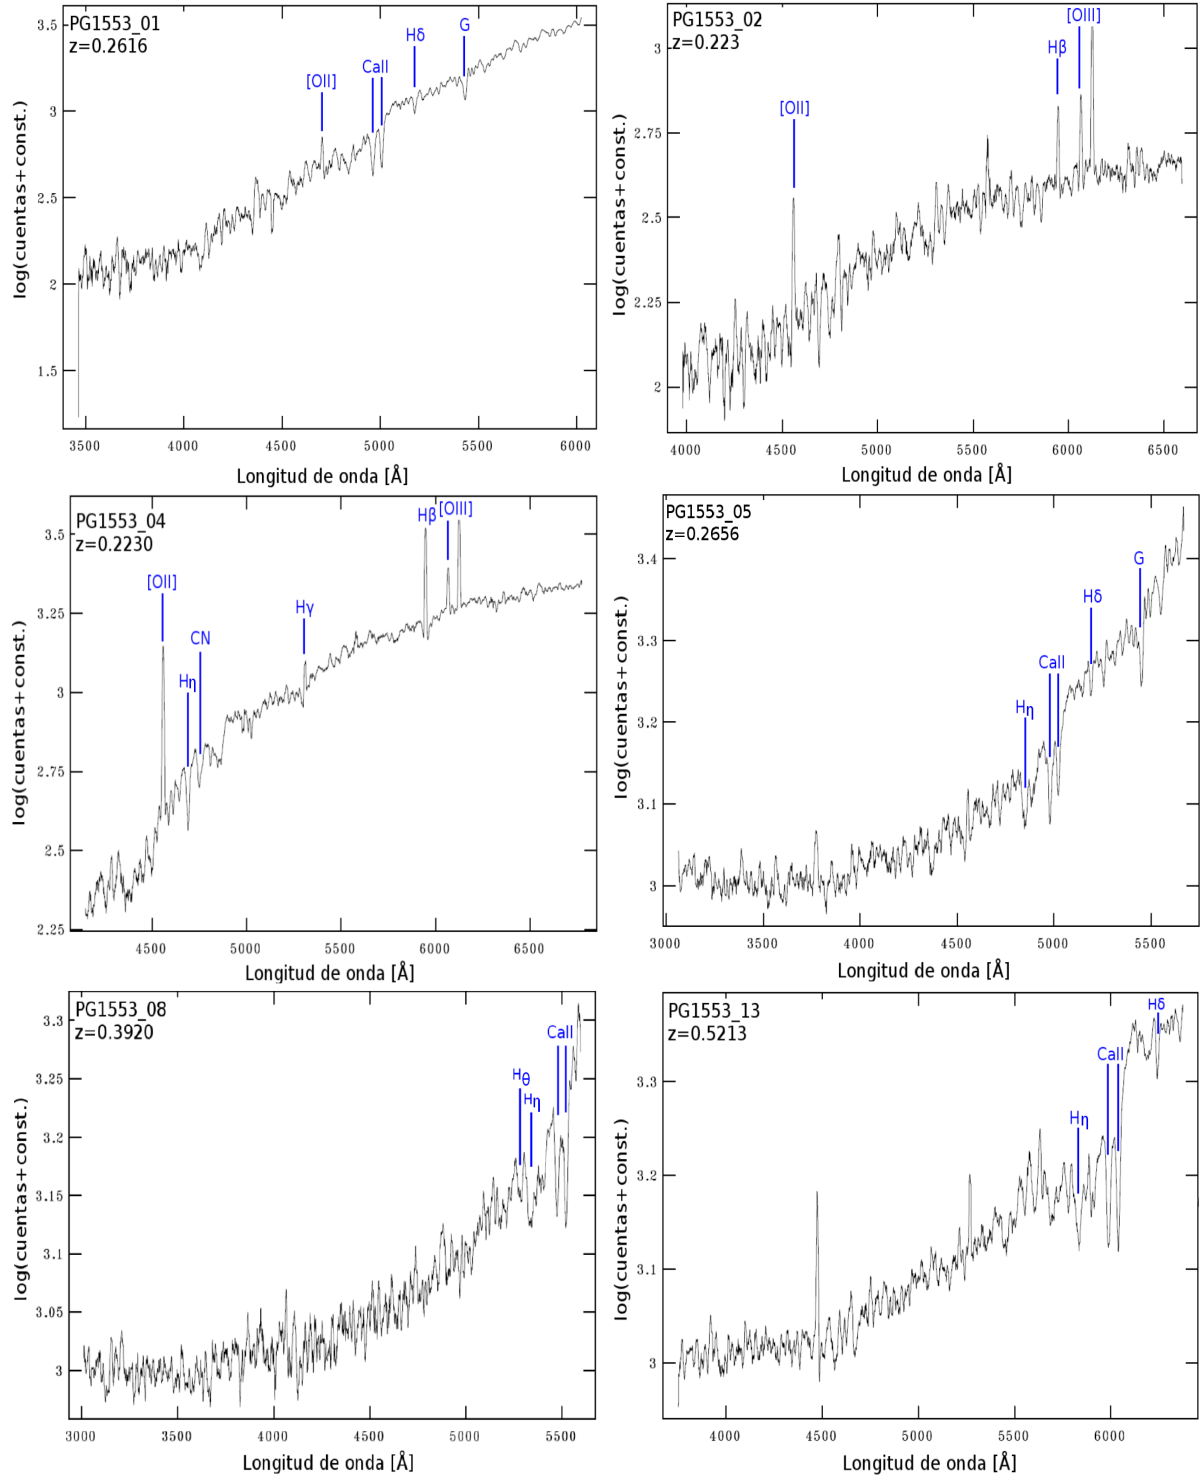 PG1553_01
z=0.2616
[OII]
CaII
Hδ
G
log(cuentas+const.)
3.5
3
2.5
2
1.5
3500 4000 4500 5000 5500 6000
Longitud de onda [Å]
PG1553_02
z=0.223
[OII]
Hβ
[OIII]
log(cuentas+const.)
3
2.75
2.5
2.25
2
4000 4500 5000 5500 6000 6500
Longitud de onda [Å]
PG1553_04
z=0.2230
[OII]
Hη
CN
Hγ
Hβ
[OIII]
log(cuentas+const.)
3.5
3.25
3
2.75
2.5
2.25
4500 5000 5500 6000 6500
Longitud de onda [Å]
PG1553_05
z=0.2656
Hη
CaII
Hδ
G
log(cuentas+const.)
3.4
3.3
3.2
3.1
3
3000 3500 4000 4500 5000 5500
Longitud de onda [Å]
PG1553_08
z=0.3920
Hθ
Hη
CaII
log(cuentas+const.)
3.3
3.25
3.2
3.15
3.1
3.05
3
3000 3500 4000 4500 5000 5500
Longitud de onda [Å]
PG1553_13
z=0.5213
Hη
CaII
Hδ
log(cuentas+const.)
3.3
3.2
3.1
3
4000 4500 5000 5500 6000
Longitud de onda [Å]